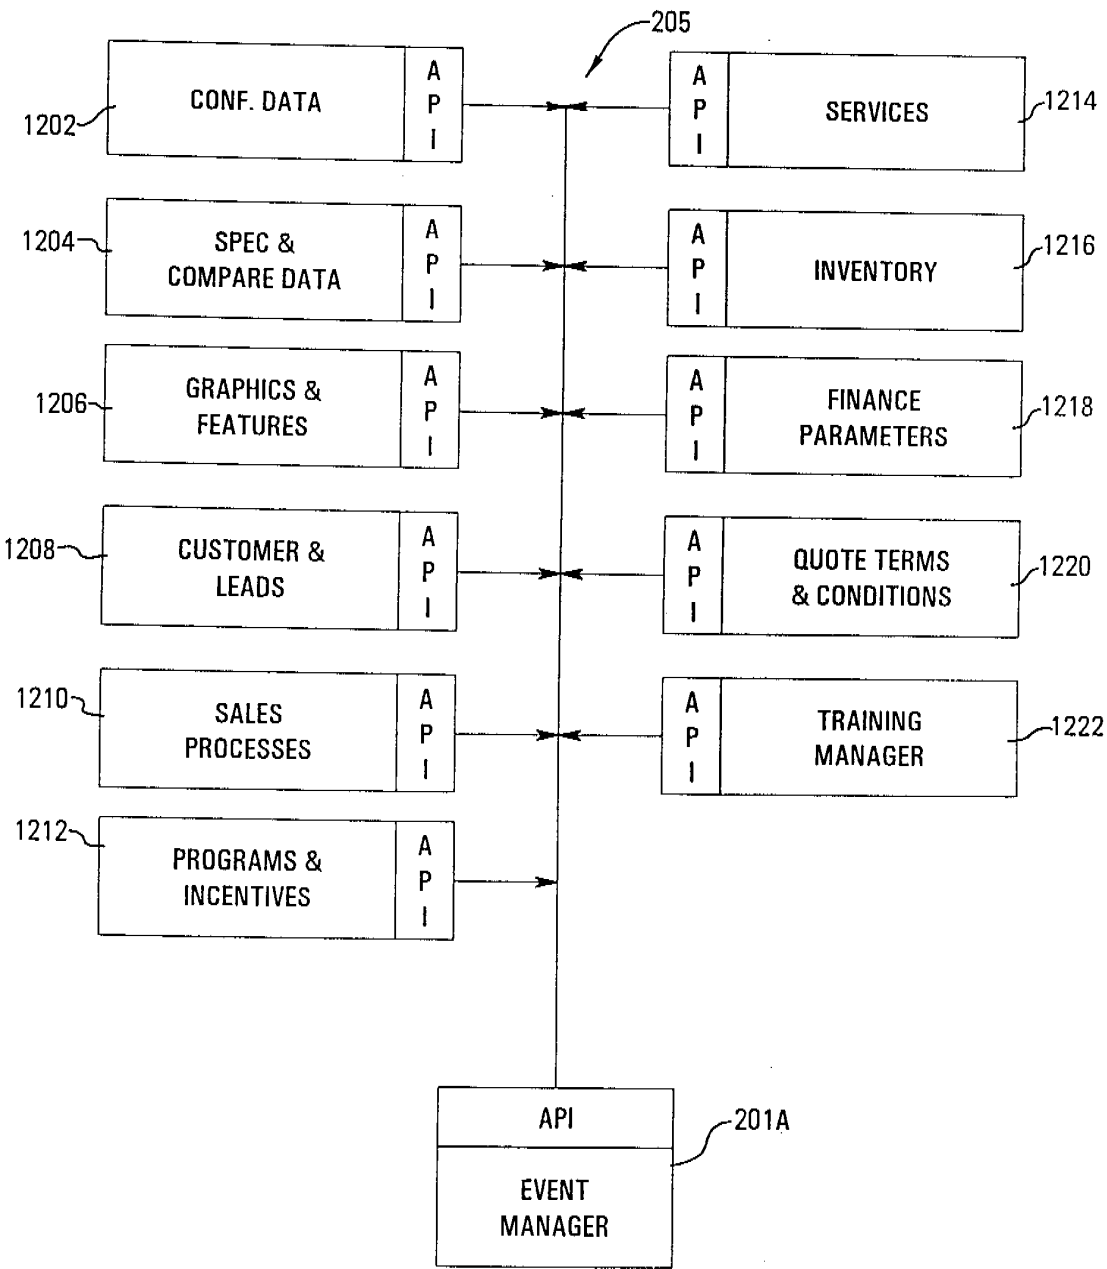 205
CONF. DATA
API
1202
API
SERVICES
1214
SPEC &
COMPARE DATA
API
1204
API
INVENTORY
1216
GRAPHICS &
FEATURES
API
1206
API
FINANCE
PARAMETERS
1218
CUSTOMER &
LEADS
API
1208
API
QUOTE TERMS
& CONDITIONS
1220
SALES
PROCESSES
API
1210
API
TRAINING
MANAGER
1222
PROGRAMS &
INCENTIVES
API
1212
API
201A
EVENT
MANAGER